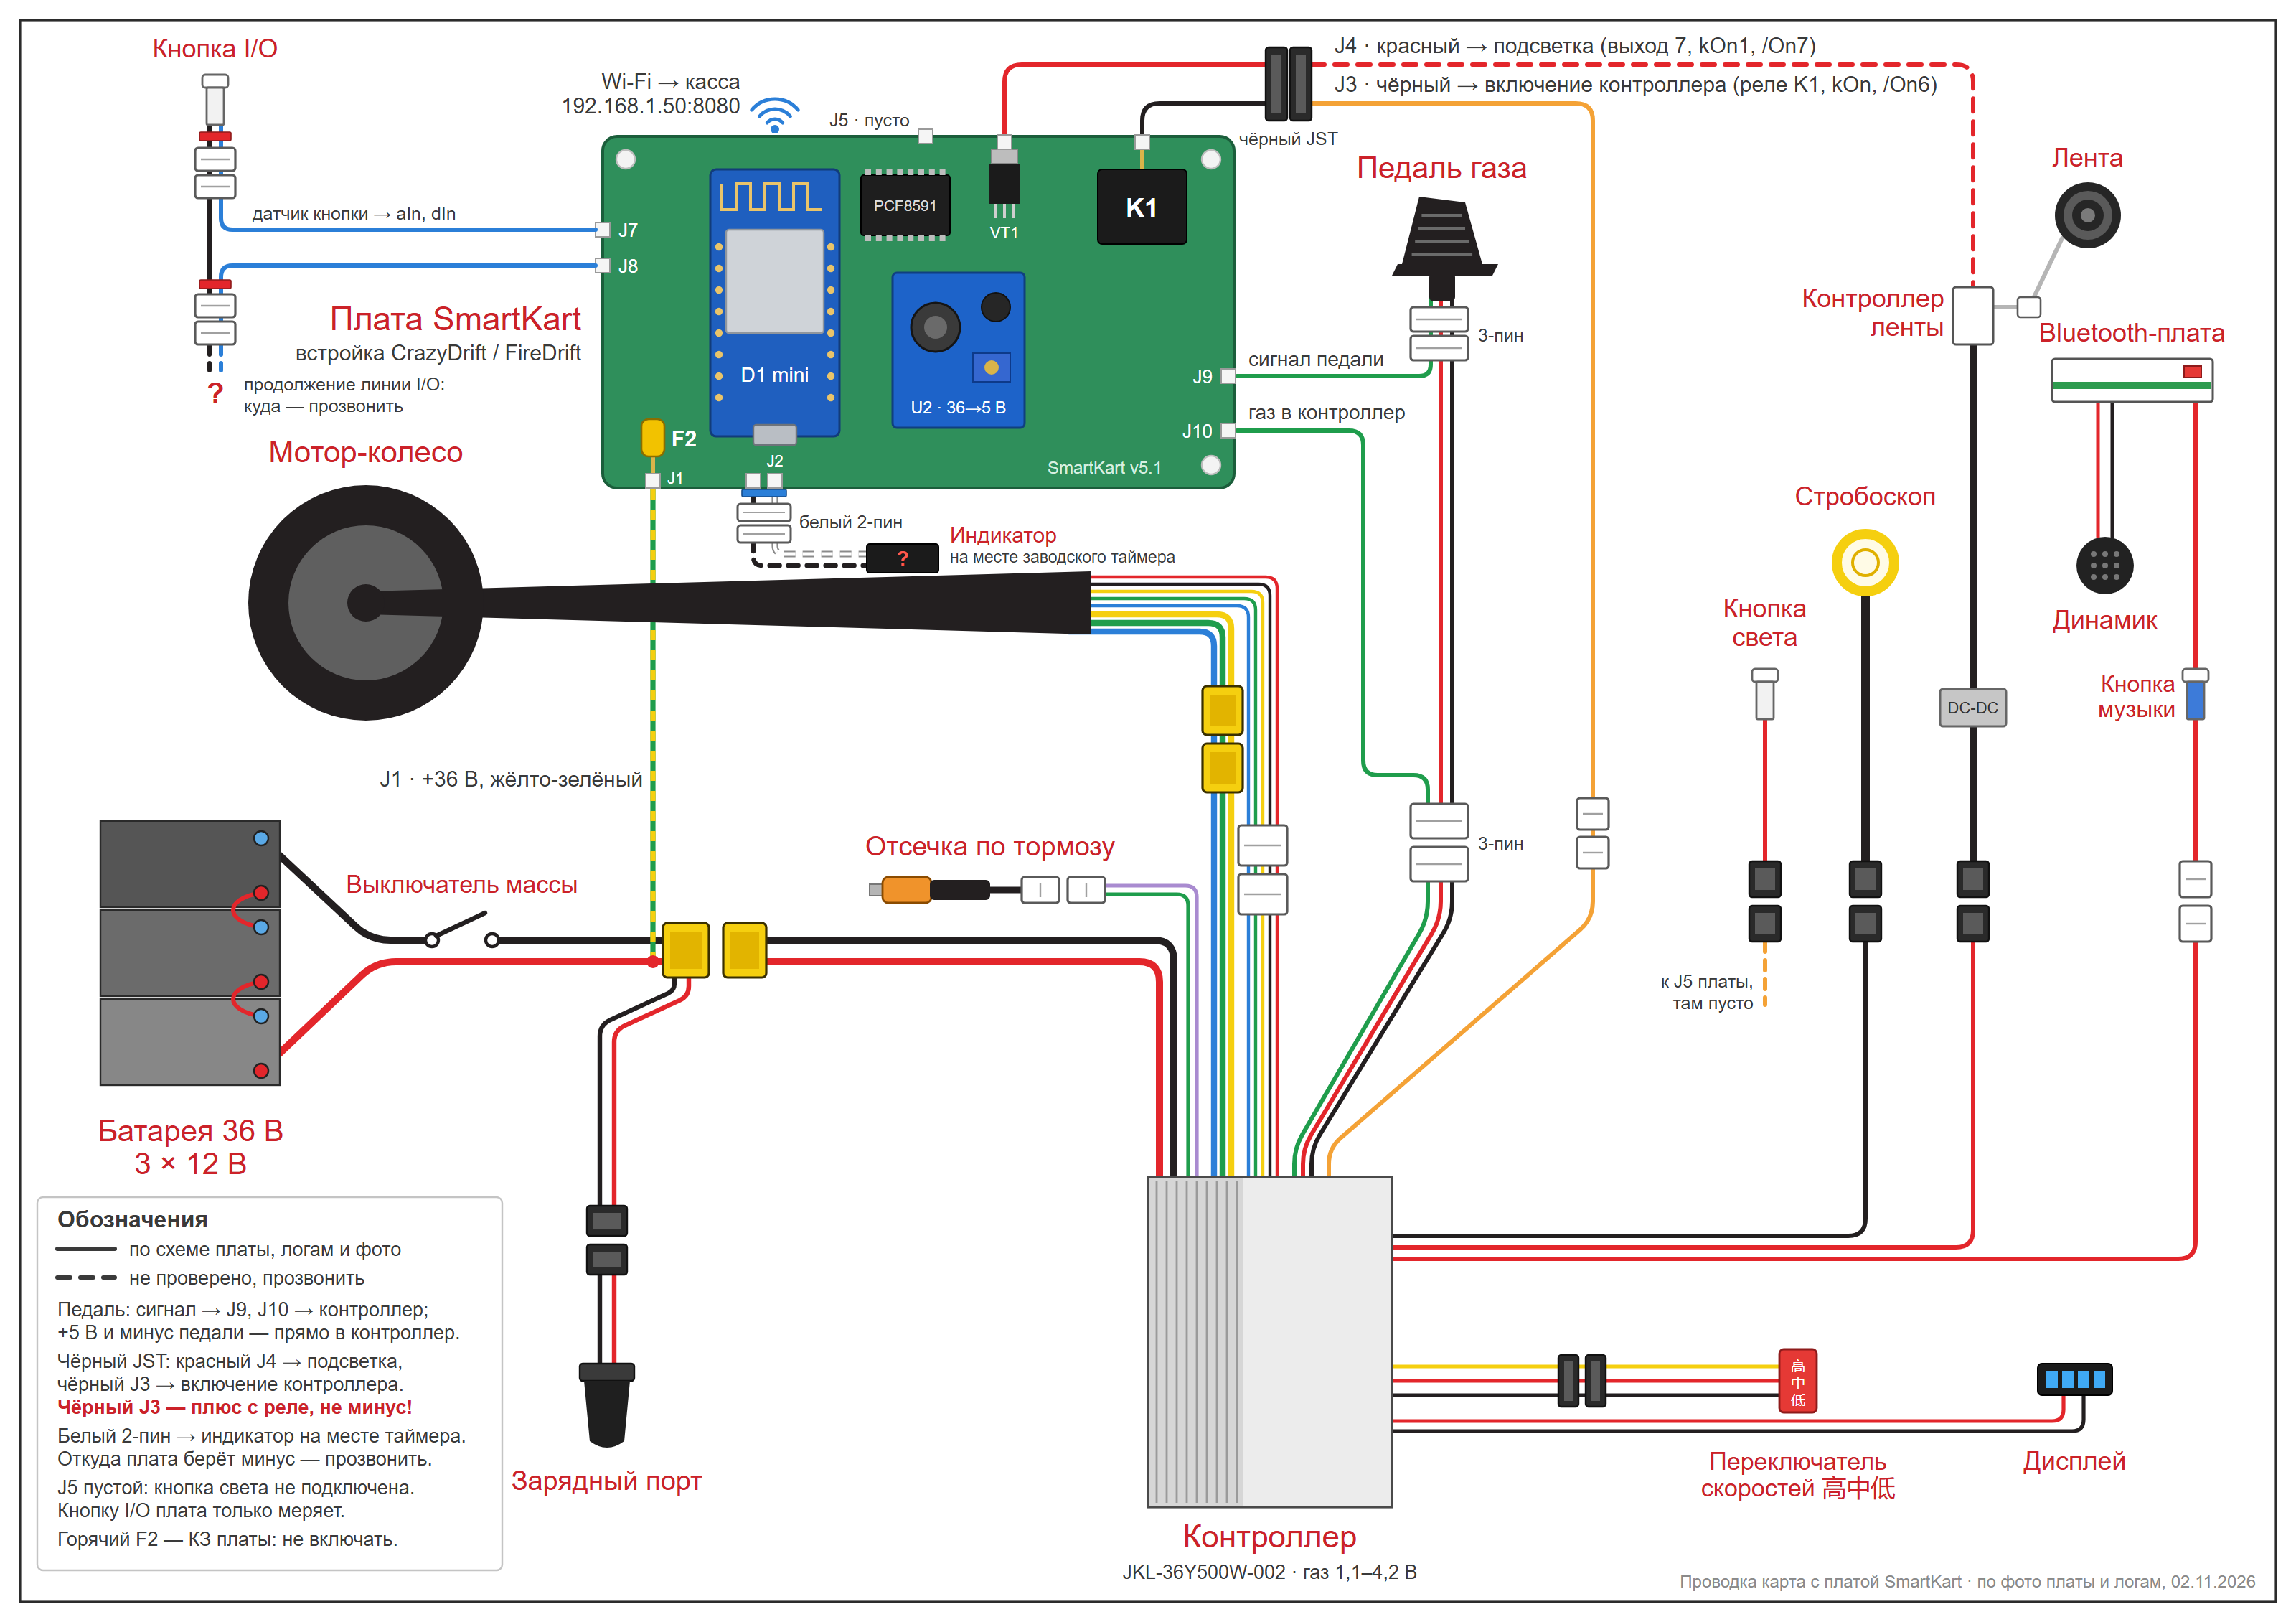 Кнопка I/O
Wi-Fi → касса
192.168.1.50:8080
J5 · пусто
J4 · красный → подсветка (выход 7, kOn1, /On7)
J3 · чёрный → включение контроллера (реле K1, kOn, /On6)
чёрный JST
Педаль газа
Лента
PCF8591
VT1
K1
датчик кнопки → aIn, dIn
J7
J8
Плата SmartKart
встройка CrazyDrift / FireDrift
?
продолжение линии I/O:
куда — прозвонить
D1 mini
U2 · 36→5 В
F2
J2
J1
SmartKart v5.1
J9
J10
сигнал педали
газ в контроллер
3-пин
Контроллер
ленты
Bluetooth-плата
Мотор-колесо
белый 2-пин
?
Индикатор
на месте заводского таймера
Стробоскоп
Кнопка
света
Динамик
Кнопка
музыки
DC-DC
J1 · +36 В, жёлто-зелёный
Отсечка по тормозу
3-пин
Выключатель массы
к J5 платы,
там пусто
Батарея 36 В
3 × 12 В
Обозначения
по схеме платы, логам и фото
не проверено, прозвонить
Педаль: сигнал → J9, J10 → контроллер;
+5 В и минус педали — прямо в контроллер.
Чёрный JST: красный J4 → подсветка,
чёрный J3 → включение контроллера.
Чёрный J3 — плюс с реле, не минус!
Белый 2-пин → индикатор на месте таймера.
Откуда плата берёт минус — прозвонить.
J5 пустой: кнопка света не подключена.
Кнопку I/O плата только меряет.
Горячий F2 — КЗ платы: не включать.
Зарядный порт
高
中
低
Переключатель
скоростей 高中低
Дисплей
Контроллер
JKL-36Y500W-002 · газ 1,1–4,2 В
Проводка карта с платой SmartKart · по фото платы и логам, 02.11.2026